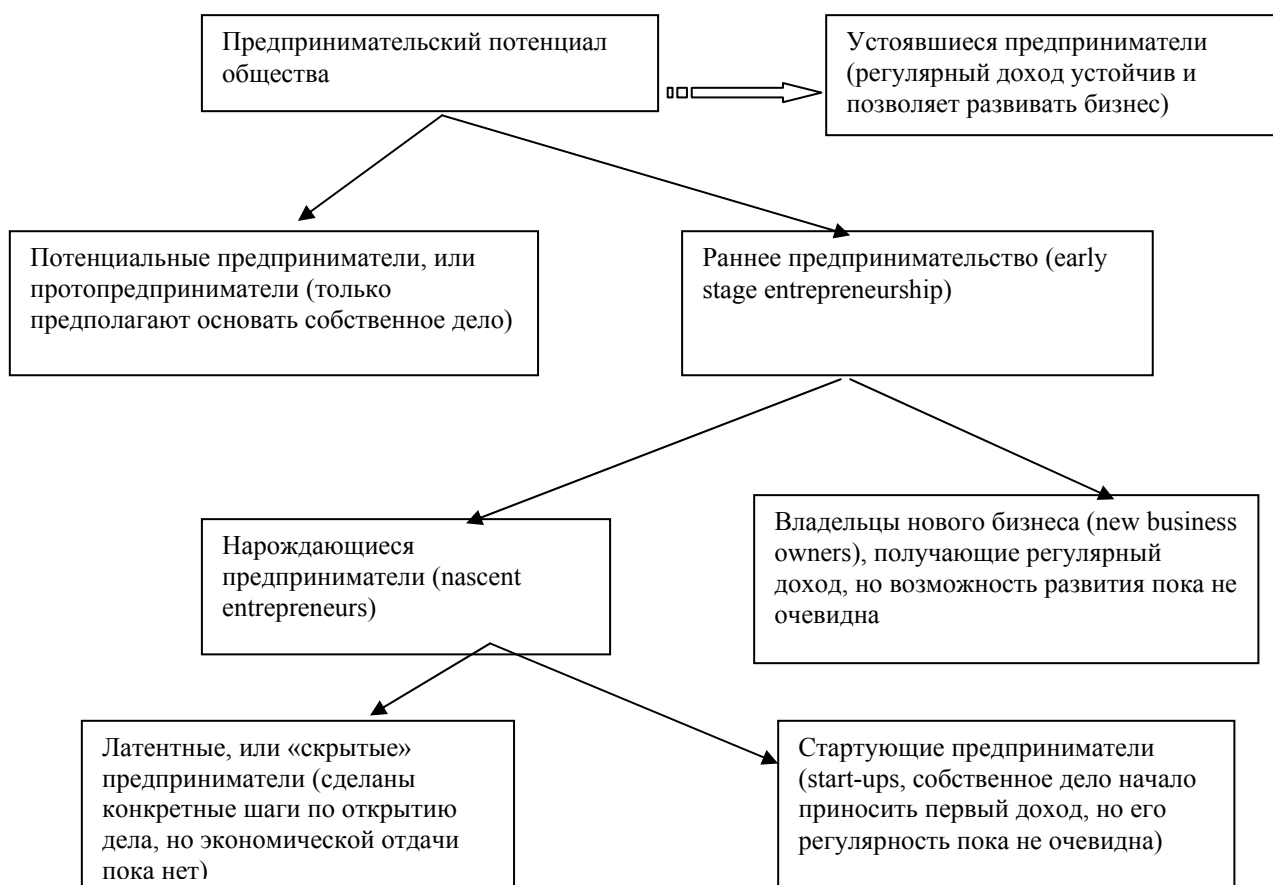 Предпринимательский потенциал
общества
Устоявшиеся предприниматели
(регулярный доход устойчив и
позволяет развивать бизнес)
Потенциальные предприниматели, или
протопредприниматели (только
предполагают основать собственное дело)
Раннее предпринимательство (early
stage entrepreneurship)
Нарождающиеся
предприниматели (nascent
entrepreneurs)
Владельцы нового бизнеса (new business
owners), получающие регулярный
доход, но возможность развития пока не
очевидна
Латентные, или «скрытые»
предприниматели (сделаны
конкретные шаги по открытию
дела, но экономической отдачи
пока нет)
Стартующие предприниматели
(start-ups, собственное дело начало
приносить первый доход, но его
регулярность пока не очевидна)